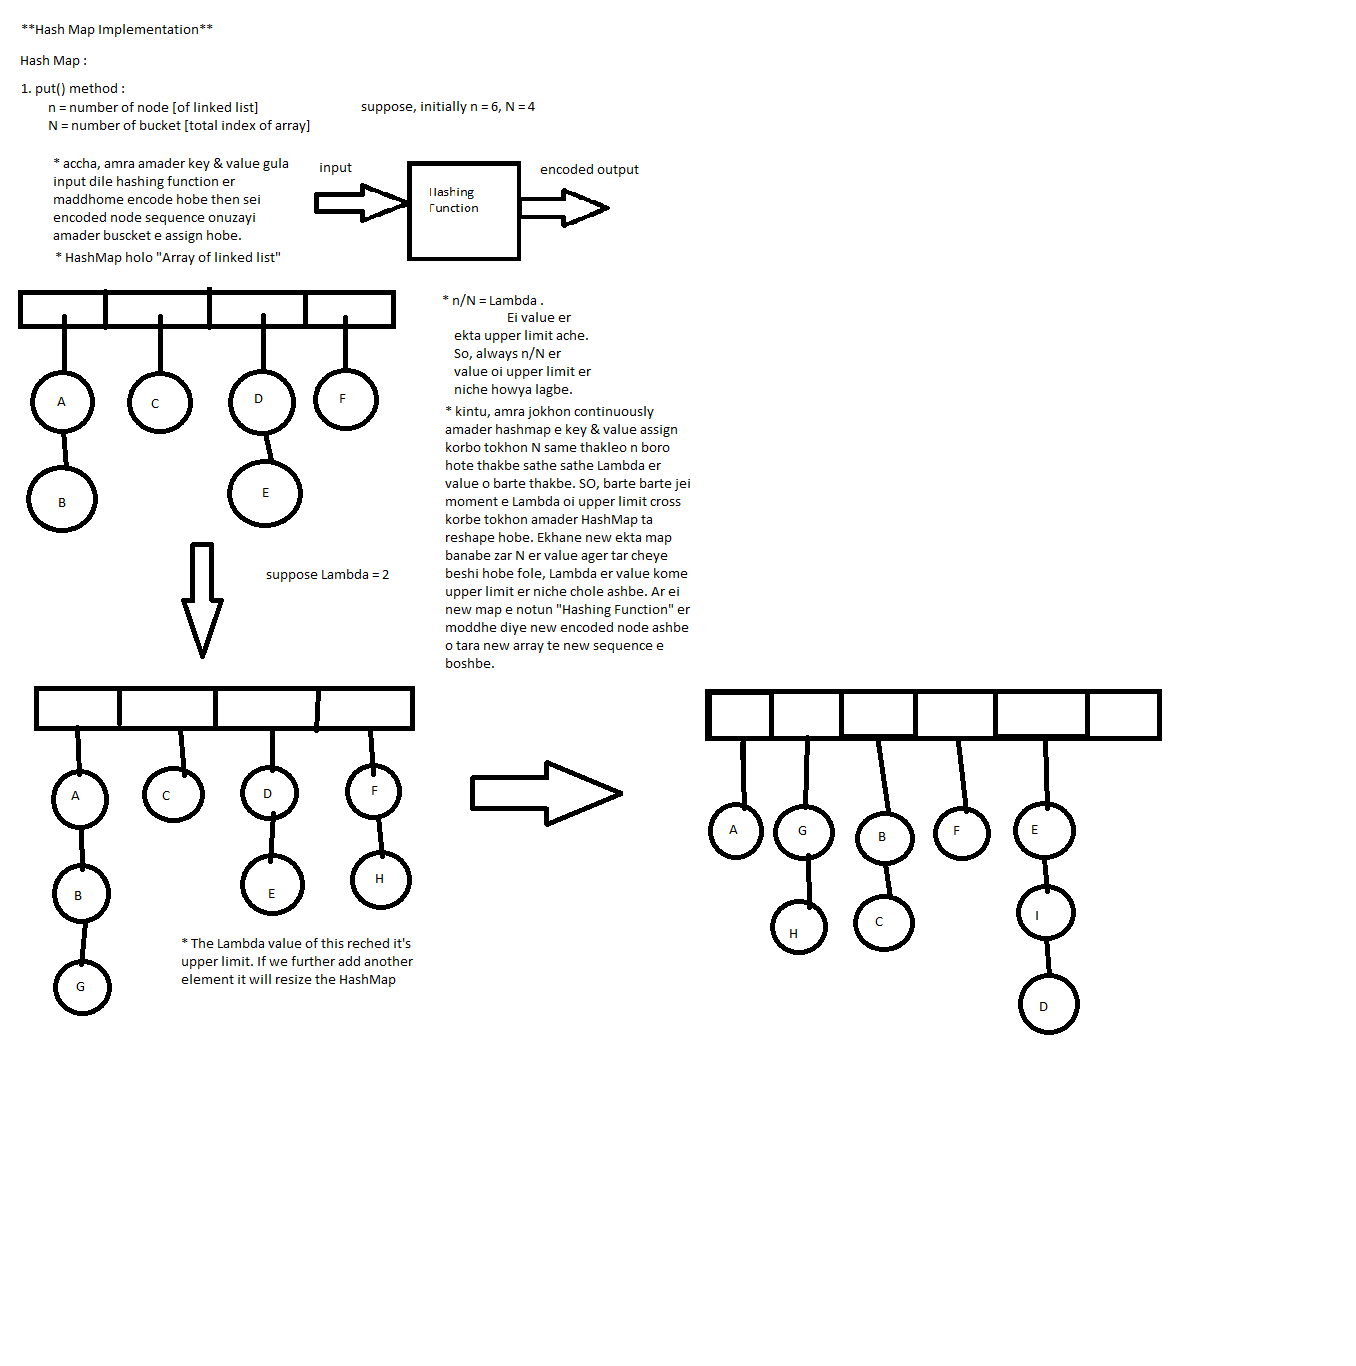 **Hash Map Implementation**
Hash Map :
1. put() method :
n = number of node [of linked list]
suppose, initially n = 6, N = 4
N = number of bucket [total index of array]
* accha, amra amader key & value gula
input dile hashing function er
maddhome encode hobe then sei
encoded node sequence onuzayi
amader buscket e assign hobe.
* HashMap holo "Array of linked list"
input
Hashing
Function
encoded output
A
C
D
F
B
E
* n/N = Lambda .
Ei value er
ekta upper limit ache.
So, always n/N er
value oi upper limit er
niche howya lagbe.
* kintu, amra jokhon continuously
amader hashmap e key & value assign
korbo tokhon N same thakleo n boro
hote thakbe sathe sathe Lambda er
value o barte thakbe. SO, barte barte jei
moment e Lambda oi upper limit cross
korbe tokhon amader HashMap ta
reshape hobe. Ekhane new ekta map
banabe zar N er value ager tar cheye
beshi hobe fole, Lambda er value kome
upper limit er niche chole ashbe. Ar ei
new map e notun "Hashing Function" er
moddhe diye new encoded node ashbe
o tara new array te new sequence e
boshbe.
suppose Lambda = 2
A
C
D
F
B
E
H
G
* The Lambda value of this reched it's
upper limit. If we further add another
element it will resize the HashMap
A
G
B
F
E
H
C
I
D